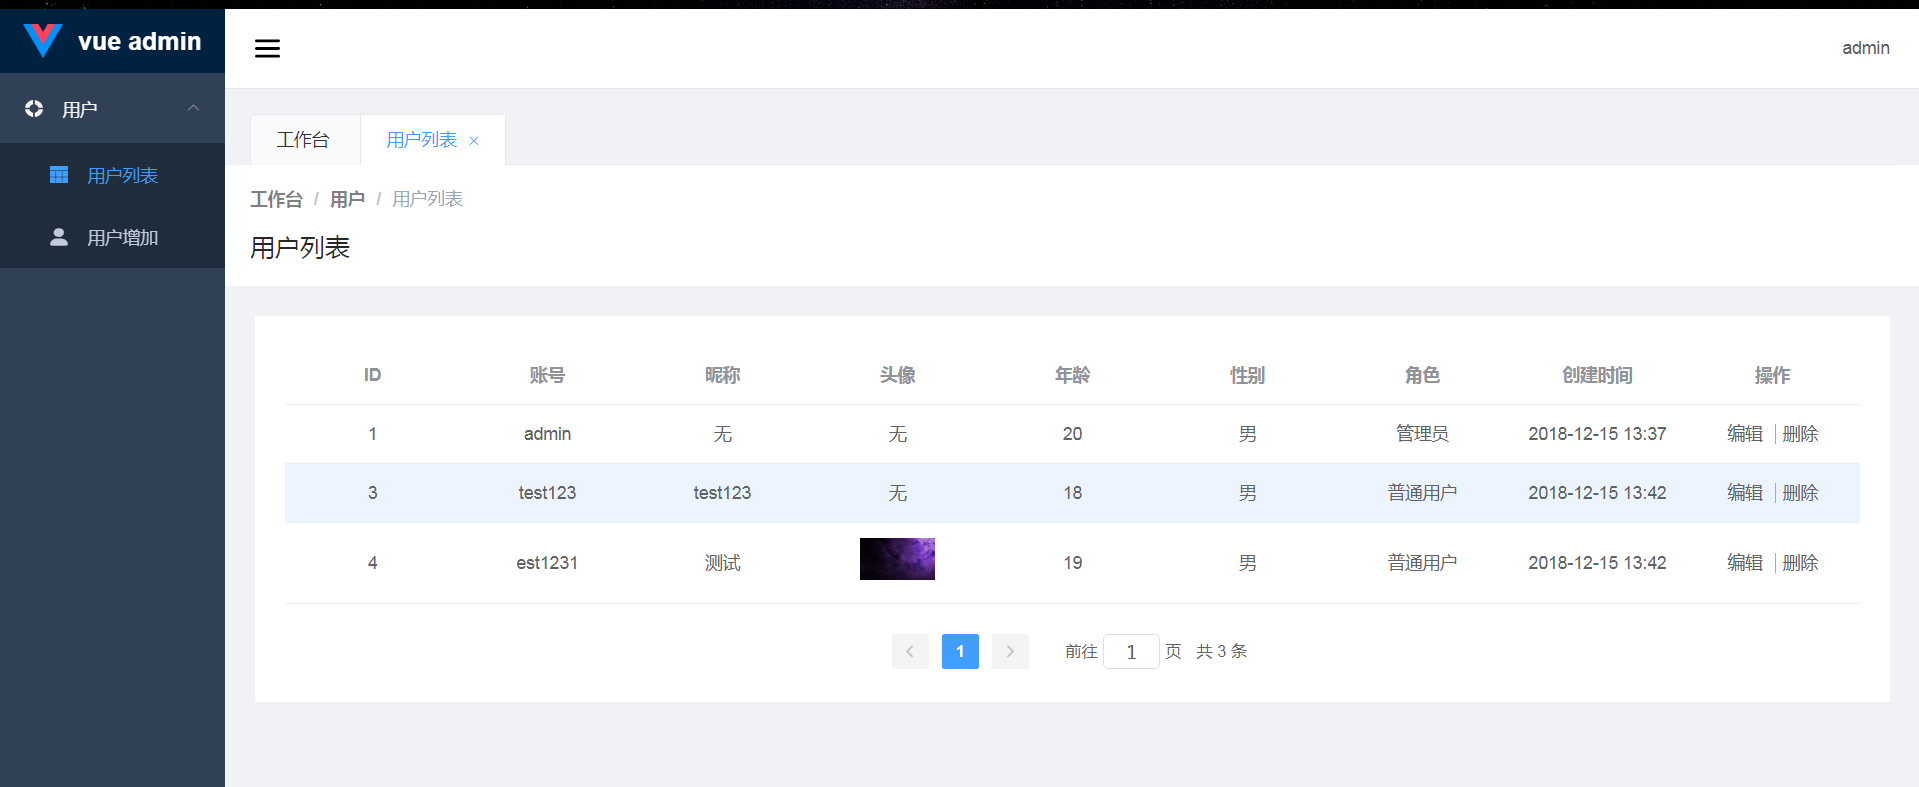 vue admin
admin
用户
用户列表
用户增加
工作台 用户列表
工作台 / 用户 / 用户列表
用户列表
ID 账号 昵称 头像 年龄 性别 角色 创建时间 操作
1 admin 无 无 20 男 管理员 2018-12-15 13:37 编辑 删除
3 test123 test123 无 18 男 普通用户 2018-12-15 13:42 编辑 删除
4 est1231 测试 19 男 普通用户 2018-12-15 13:42 编辑 删除
1 前往 1 页 共 3 条